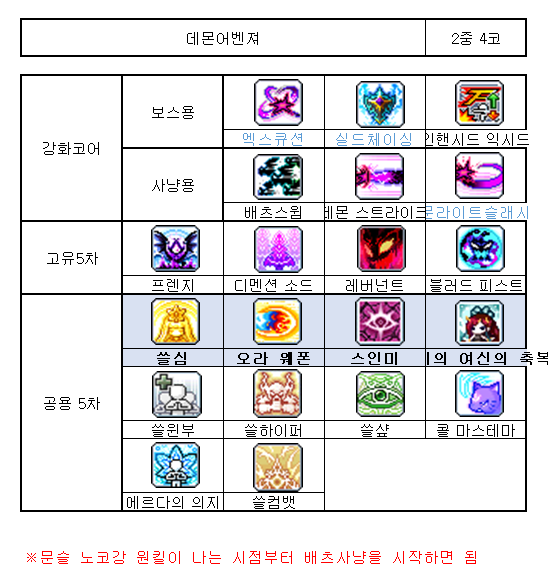 데몬어벤져 2중 4코
강화코어
보스용
엑스큐션 실드체이싱 인핸시드 익시드
사냥용
배츠스웜 데몬 스트라이크 문라이트슬래시
고유5차
프렌지 디멘션 소드 레버넌트 블러드 피스트
공용 5차
쓸심 오라 웨폰 스인미 의 여신의 축복
쓸윈부 쓸하이퍼 쓸샾 콜 마스테마
에르다의 의지 쓸컴뱃
※문슬 노코강 원킬이 나는 시점부터 배츠사냥을 시작하면 됨